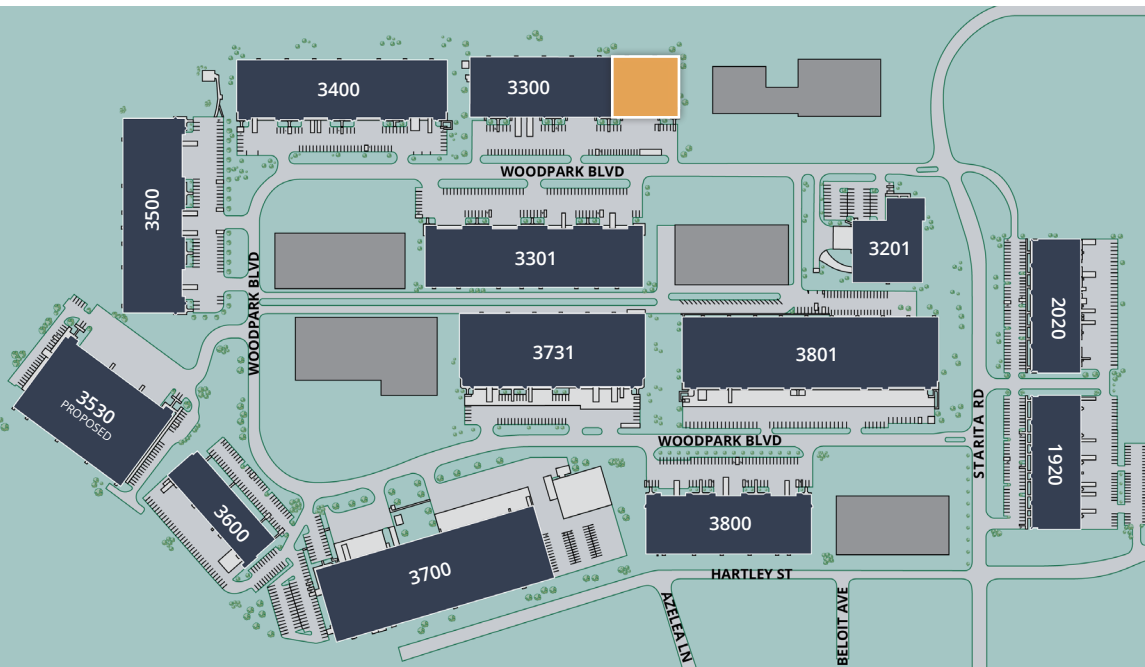 3400
3300
3500
WOODPARK BLVD
3201
3301
WOODPARK BLVD
2020
3731
3801
3530
PROPOSED
STARITA RD
WOODPARK BLVD
1920
3600
3800
3700
HARTLEY ST
AZELEA LN
BELOIT AVE